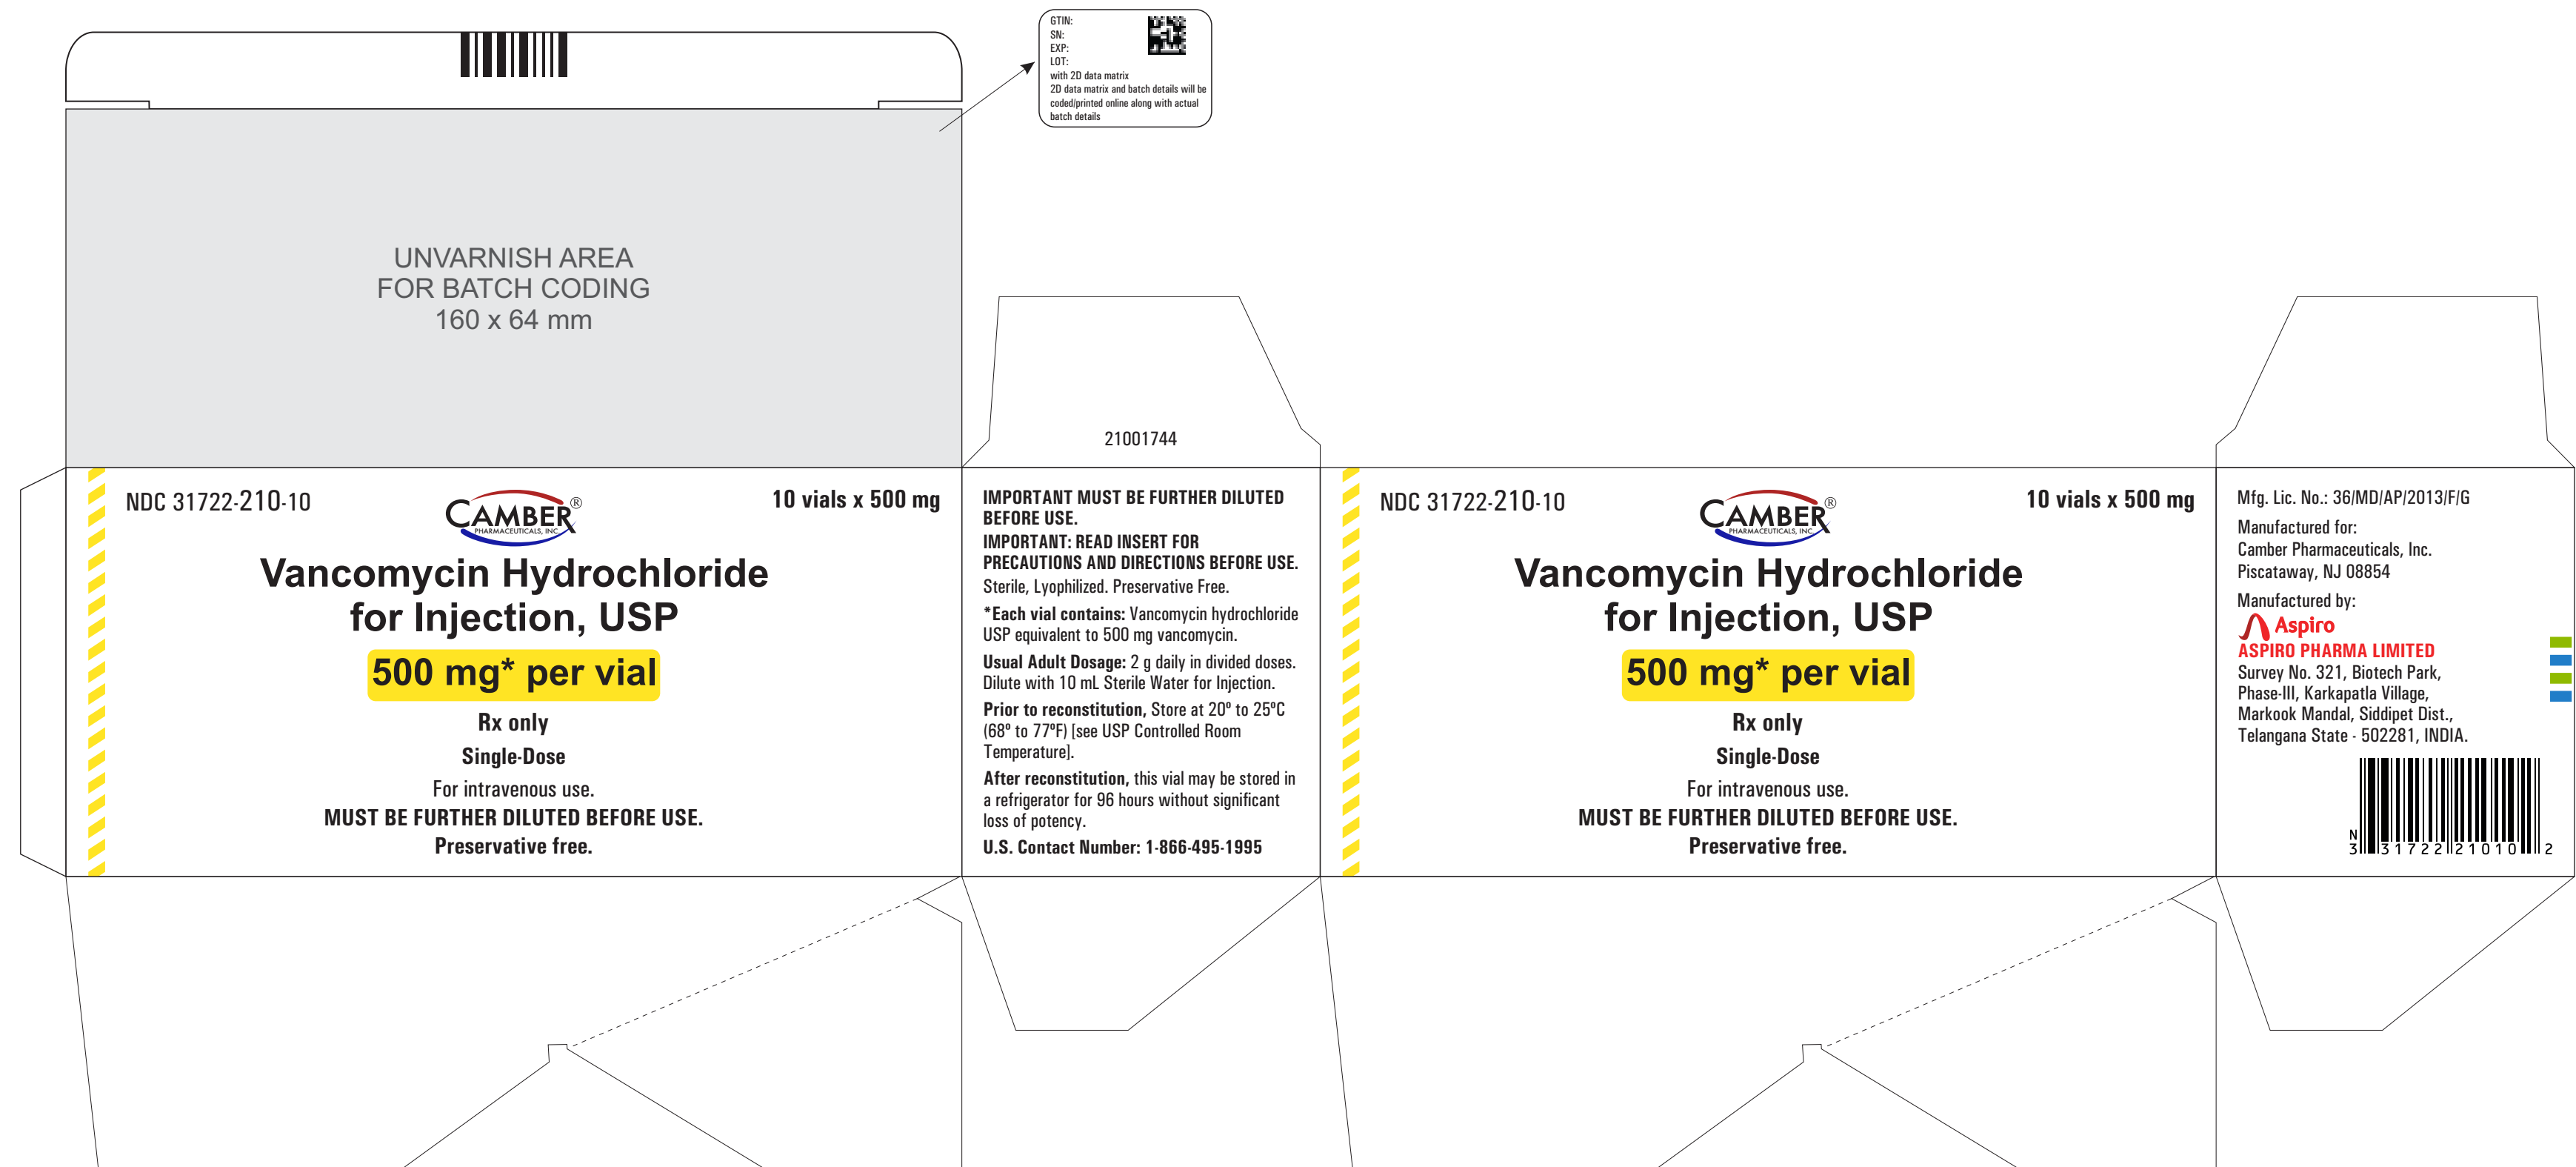 GTIN:
SN:
EXP:
LOT:
with 2D data matrix
2D data matrix and batch details will be
coded/printed online along with actual
batch details
UNVARNISH AREA
FOR BATCH CODING
160 x 64 mm
21001744
NDC 31722-210-10
CAMBER®
PHARMACEUTICALS, INC
10 vials x 500 mg
Vancomycin Hydrochloride
for Injection, USP
500 mg* per vial
Rx only
Single-Dose
For intravenous use.
MUST BE FURTHER DILUTED BEFORE USE.
Preservative free.
IMPORTANT MUST BE FURTHER DILUTED
BEFORE USE.
IMPORTANT: READ INSERT FOR
PRECAUTIONS AND DIRECTIONS BEFORE USE.
Sterile, Lyophilized. Preservative Free.
*Each vial contains: Vancomycin hydrochloride
USP equivalent to 500 mg vancomycin.
Usual Adult Dosage: 2 g daily in divided doses.
Dilute with 10 mL Sterile Water for Injection.
Prior to reconstitution, Store at 20º to 25ºC
(68º to 77ºF) [see USP Controlled Room
Temperature].
After reconstitution, this vial may be stored in
a refrigerator for 96 hours without significant
loss of potency.
U.S. Contact Number: 1-866-495-1995
NDC 31722-210-10
CAMBER®
PHARMACEUTICALS, INC
10 vials x 500 mg
Vancomycin Hydrochloride
for Injection, USP
500 mg* per vial
Rx only
Single-Dose
For intravenous use.
MUST BE FURTHER DILUTED BEFORE USE.
Preservative free.
Mfg. Lic. No.: 36/MD/AP/2013/F/G
Manufactured for:
Camber Pharmaceuticals, Inc.
Piscataway, NJ 08854
Manufactured by:
Aspiro
ASPIRO PHARMA LIMITED
Survey No. 321, Biotech Park,
Phase-III, Karkapatla Village,
Markook Mandal, Siddipet Dist.,
Telangana State - 502281, INDIA.
N
3 31722 21010 2